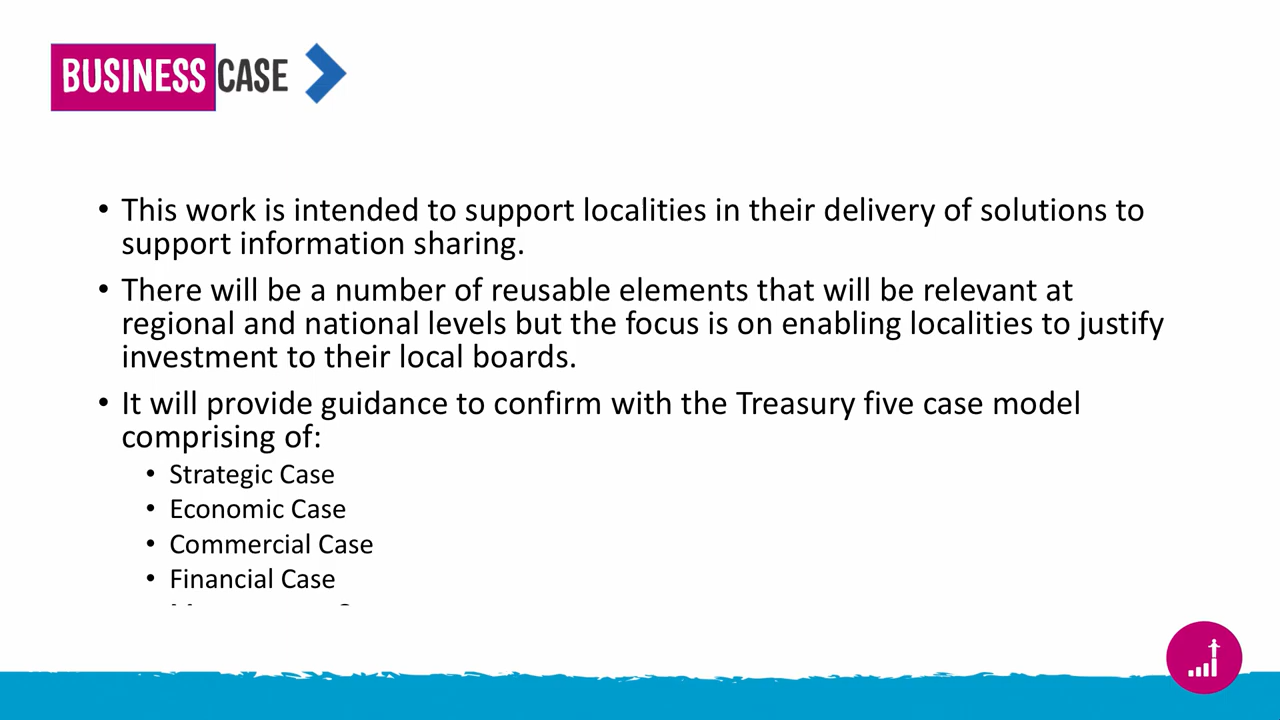 BUSINESS CASE
• This work is intended to support localities in their delivery of solutions to
support information sharing.
• There will be a number of reusable elements that will be relevant at
regional and national levels but the focus is on enabling localities to justify
investment to their local boards.
• It will provide guidance to confirm with the Treasury five case model
comprising of:
• Strategic Case
• Economic Case
• Commercial Case
• Financial Case